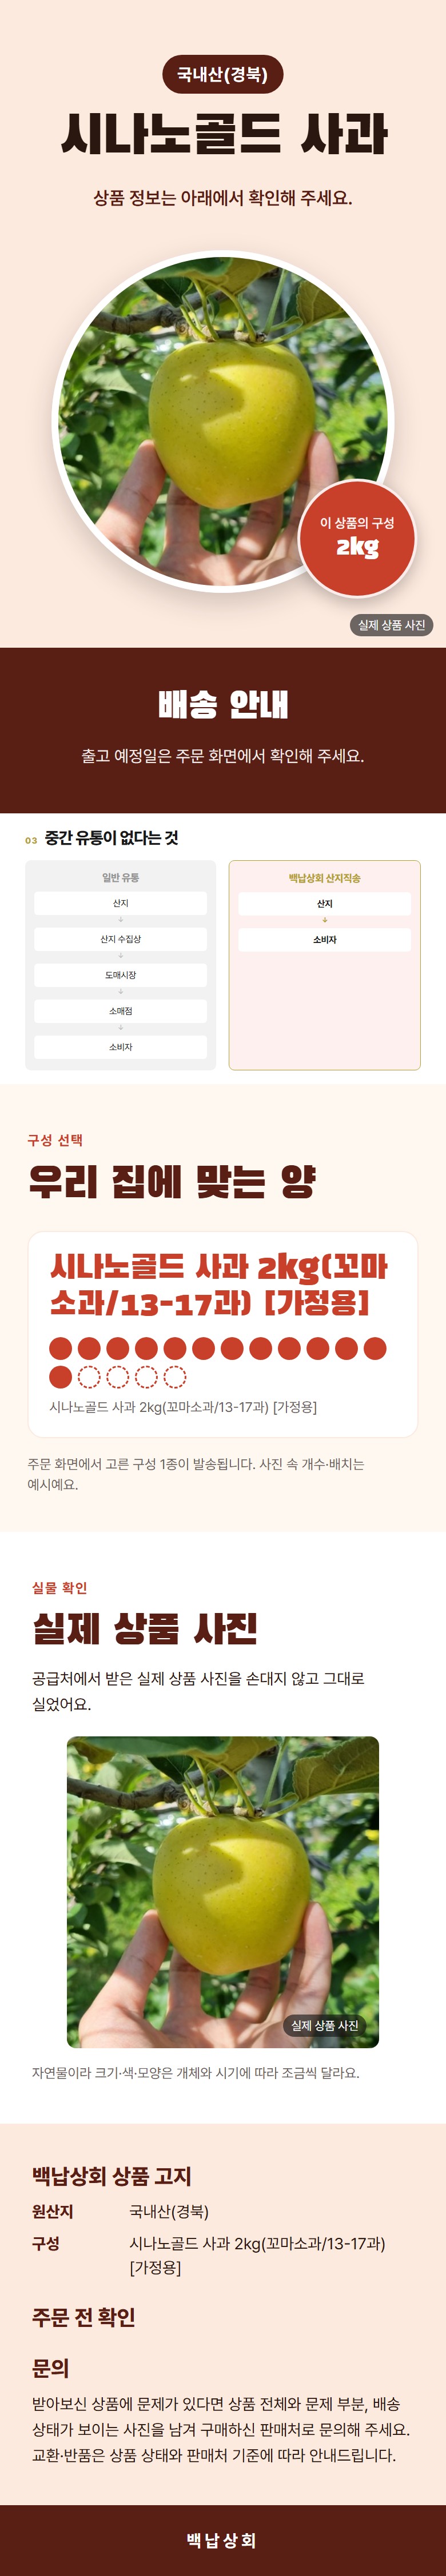 국내산(경북)
시나노골드 사과
상품 정보는 아래에서 확인해 주세요.
이 상품의 구성
2kg
실제 상품 사진
배송 안내
출고 예정일은 주문 화면에서 확인해 주세요.
03 중간 유통이 없다는 것
일반 유통
산지
↓
산지 수집상
↓
도매시장
↓
소매점
↓
소비자
백납상회 산지직송
산지
↓
소비자
구성 선택
우리 집에 맞는 양
시나노골드 사과 2kg(꼬마
소과/13-17과) [가정용]
시나노골드 사과 2kg(꼬마소과/13-17과) [가정용]
주문 화면에서 고른 구성 1종이 발송됩니다. 사진 속 개수·배치는
예시예요.
실물 확인
실제 상품 사진
공급처에서 받은 실제 상품 사진을 손대지 않고 그대로
실었어요.
실제 상품 사진
자연물이라 크기·색·모양은 개체와 시기에 따라 조금씩 달라요.
백납상회 상품 고지
원산지 국내산(경북)
구성 시나노골드 사과 2kg(꼬마소과/13-17과)
[가정용]
주문 전 확인
문의
받아보신 상품에 문제가 있다면 상품 전체와 문제 부분, 배송
상태가 보이는 사진을 남겨 구매하신 판매처로 문의해 주세요.
교환·반품은 상품 상태와 판매처 기준에 따라 안내드립니다.
백납상회